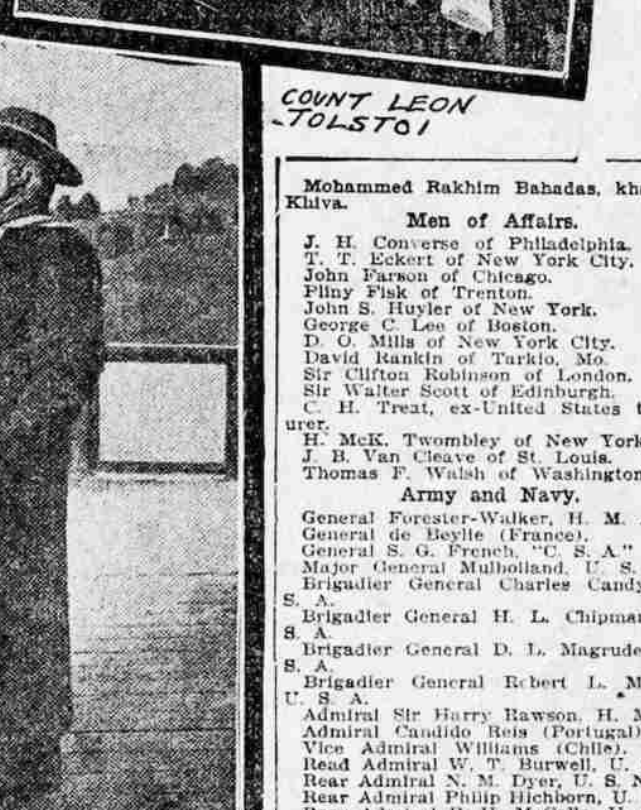 COUNT LEON
TOLSTOI
Mohammed Rakhim Bahadas, kha
Khiva.
Men of Affairs.
J. H. Converse of Philadelphia.
T. T. Eckert of New York City.
John Farson of Chicago.
Pliny Fisk of Trenton.
John S. Huyler of New York.
George C. Lee of Boston.
D. O. Mills of New York City.
David Rankin of Tarkio, Mo.
Sir Clifton Robinson of London.
Sir Walter Scott of Edinburgh.
C. H. Treat, ex-United States t
urer.
H. McK. Twombley of New York
J. B. Van Cleave of St. Louis.
Thomas F. Walsh of Washington
Army and Navy.
General Forester-Walker, H. M.
General de Beylie (France).
General S. G. French, "C. S. A."
Major General Mulholland, U. S.
Brigadier General Charles Candy
S. A.
Brigadier General H. L. Chipman
S. A.
Brigadier General D. L. Magrude
S. A.
Brigadier General Robert L. M
U. S. A.
Admiral Sir Harry Rawson, H. M
Admiral Candido Reis (Portugal)
Vice Admiral Williams (Chile).
Read Admiral W. T. Burwell, U.
Rear Admiral N. M. Dyer, U. S. N
Rear Admiral Philip Hichborn, U.